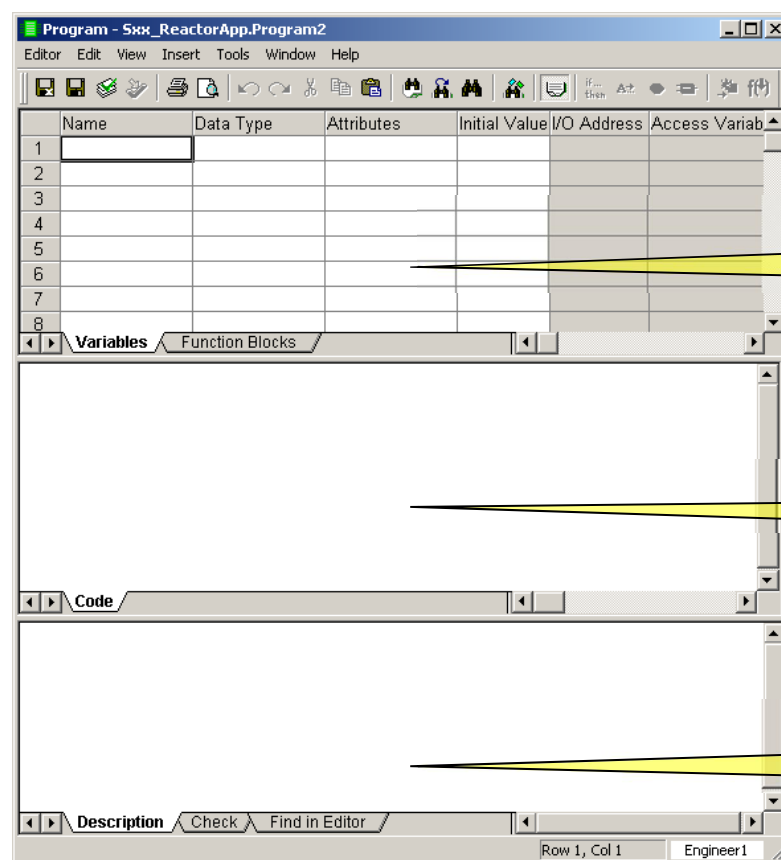 Program - Sxx_ReactorApp.Program2
Editor Edit View Insert Tools Window Help
if... then A±
Name Data Type Attributes Initial Value I/O Address Access Variab
1
2
3
4
5
6
7
8
Variables Function Blocks
Code
Description Check Find in Editor
Row 1, Col 1 Engineer1